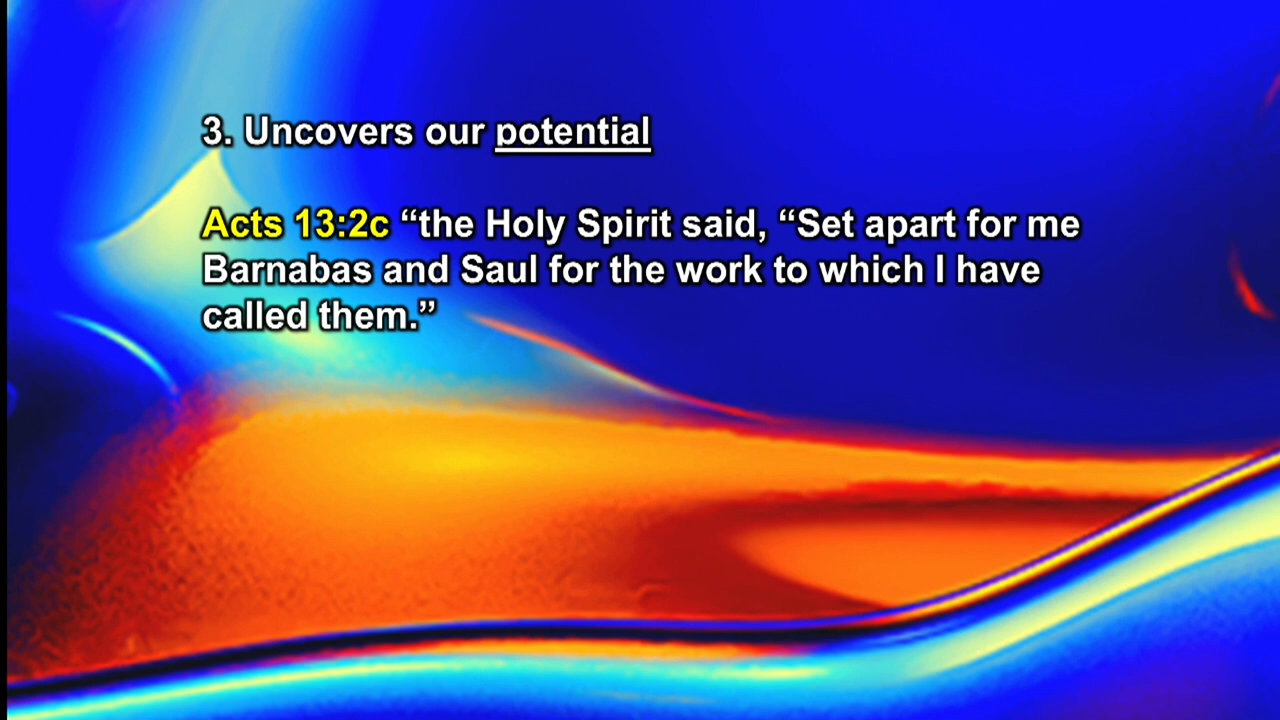 3. Uncovers our potential
Acts 13:2c “the Holy Spirit said, “Set apart for me
Barnabas and Saul for the work to which I have
called them.”